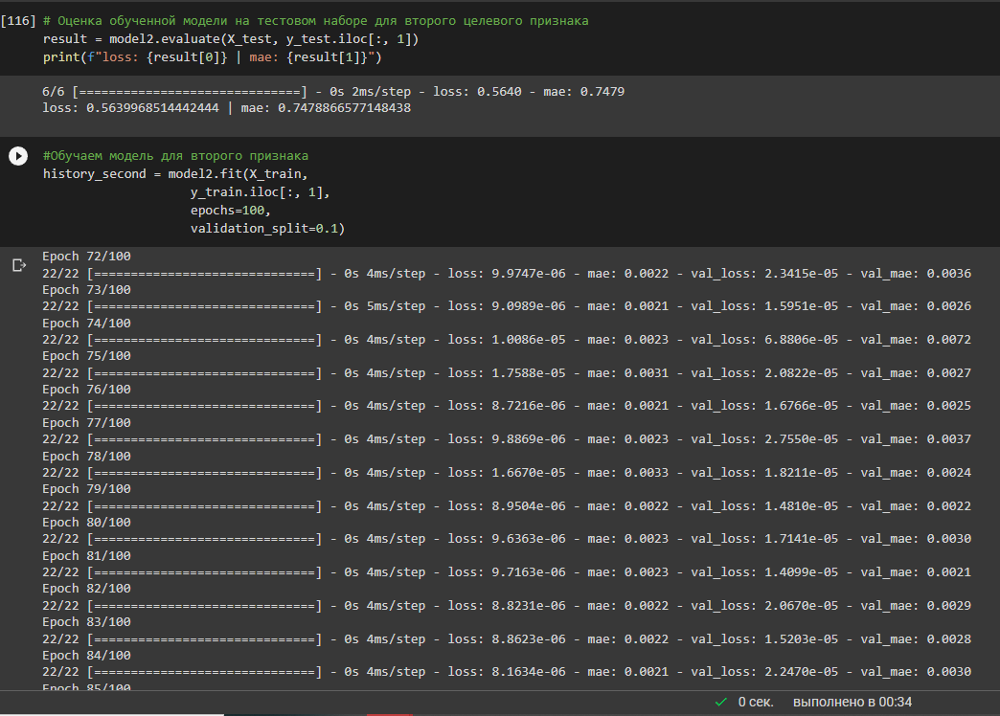 [116] # Оценка обученной модели на тестовом наборе для второго целевого признака
result = model2.evaluate(X_test, y_test.iloc[:, 1])
print(f"loss: {result[0]} | mae: {result[1]}")
6/6 [==============================] - 0s 2ms/step - loss: 0.5640 - mae: 0.7479
loss: 0.5639968514442444 | mae: 0.7478866577148438
#Обучаем модель для второго признака
history_second = model2.fit(X_train,
y_train.iloc[:, 1],
epochs=100,
validation_split=0.1)
Epoch 72/100
22/22 [==============================] - 0s 4ms/step - loss: 9.9747e-06 - mae: 0.0022 - val_loss: 2.3415e-05 - val_mae: 0.0036
Epoch 73/100
22/22 [==============================] - 0s 5ms/step - loss: 9.0989e-06 - mae: 0.0021 - val_loss: 1.5951e-05 - val_mae: 0.0026
Epoch 74/100
22/22 [==============================] - 0s 4ms/step - loss: 1.0086e-05 - mae: 0.0023 - val_loss: 6.8806e-05 - val_mae: 0.0072
Epoch 75/100
22/22 [==============================] - 0s 4ms/step - loss: 1.7588e-05 - mae: 0.0031 - val_loss: 2.0822e-05 - val_mae: 0.0027
Epoch 76/100
22/22 [==============================] - 0s 4ms/step - loss: 8.7216e-06 - mae: 0.0021 - val_loss: 1.6766e-05 - val_mae: 0.0025
Epoch 77/100
22/22 [==============================] - 0s 4ms/step - loss: 9.8869e-06 - mae: 0.0023 - val_loss: 2.7550e-05 - val_mae: 0.0037
Epoch 78/100
22/22 [==============================] - 0s 4ms/step - loss: 1.6670e-05 - mae: 0.0033 - val_loss: 1.8211e-05 - val_mae: 0.0024
Epoch 79/100
22/22 [==============================] - 0s 4ms/step - loss: 8.9504e-06 - mae: 0.0022 - val_loss: 1.4810e-05 - val_mae: 0.0022
Epoch 80/100
22/22 [==============================] - 0s 4ms/step - loss: 9.6363e-06 - mae: 0.0023 - val_loss: 1.7141e-05 - val_mae: 0.0030
Epoch 81/100
22/22 [==============================] - 0s 4ms/step - loss: 9.7163e-06 - mae: 0.0023 - val_loss: 1.4099e-05 - val_mae: 0.0021
Epoch 82/100
22/22 [==============================] - 0s 4ms/step - loss: 8.8231e-06 - mae: 0.0022 - val_loss: 2.0670e-05 - val_mae: 0.0029
Epoch 83/100
22/22 [==============================] - 0s 4ms/step - loss: 8.8623e-06 - mae: 0.0022 - val_loss: 1.5203e-05 - val_mae: 0.0028
Epoch 84/100
22/22 [==============================] - 0s 4ms/step - loss: 8.1634e-06 - mae: 0.0021 - val_loss: 2.2470e-05 - val_mae: 0.0030
Epoch 85/100
0 сек. выполнено в 00:34